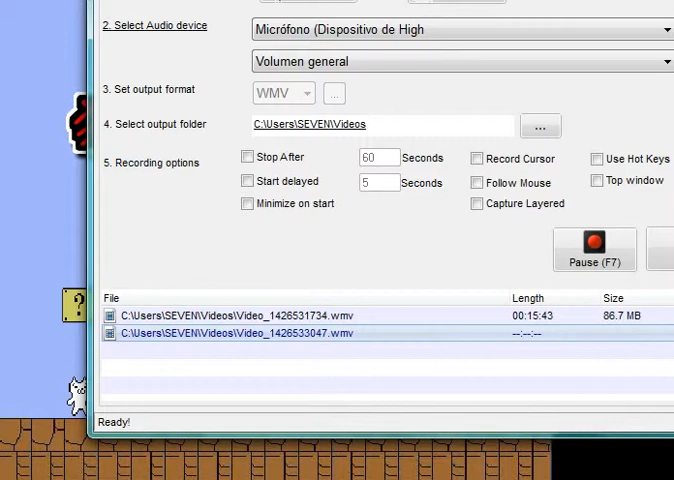 2. Select Audio device
Micrófono (Dispositivo de High
Volumen general
3. Set output format
WMV
...
4. Select output folder
C:\Users\SEVEN\Videos
...
5. Recording options
Stop After
60
Seconds
Record Cursor
Use Hot Keys
Start delayed
5
Seconds
Follow Mouse
Top window
Minimize on start
Capture Layered
Pause (F7)
?
File
Length
Size
C:\Users\SEVEN\Videos\Video_1426531734.wmv
00:15:43
86.7 MB
C:\Users\SEVEN\Videos\Video_1426533047.wmv
--:--:--
Ready!